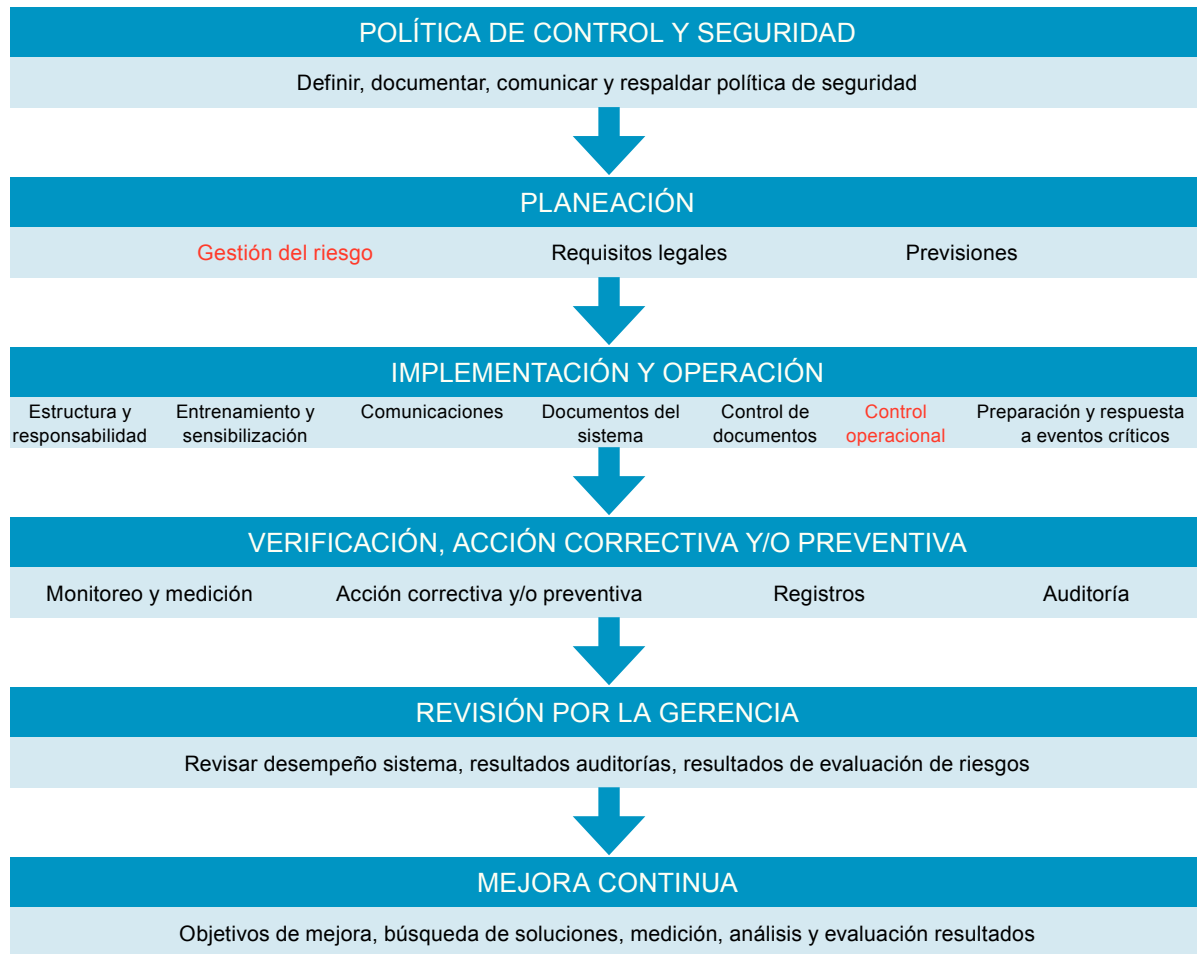 POLÍTICA DE CONTROL Y SEGURIDAD
Definir, documentar, comunicar y respaldar política de seguridad
PLANEACIÓN
Gestión del riesgo
Requisitos legales
Previsiones
IMPLEMENTACIÓN Y OPERACIÓN
Estructura y
responsabilidad
Entrenamiento y
sensibilización
Comunicaciones
Documentos del
sistema
Control de
documentos
Control
operacional
Preparación y respuesta
a eventos críticos
VERIFICACIÓN, ACCIÓN CORRECTIVA Y/O PREVENTIVA
Monitoreo y medición
Acción correctiva y/o preventiva
Registros
Auditoría
REVISIÓN POR LA GERENCIA
Revisar desempeño sistema, resultados auditorías, resultados de evaluación de riesgos
MEJORA CONTINUA
Objetivos de mejora, búsqueda de soluciones, medición, análisis y evaluación resultados